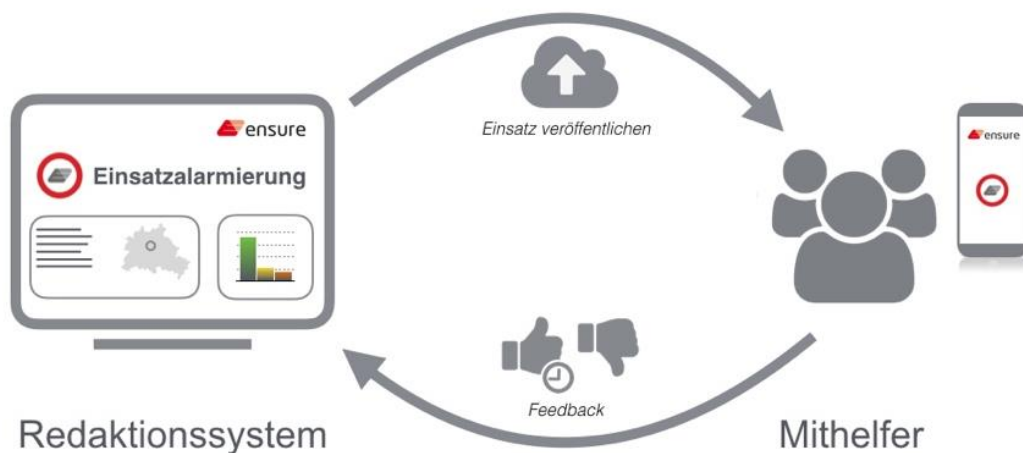 ensure
Einsatzalarmierung
Einsatz veröffentlichen
ensure
Feedback
Redaktionssystem
Mithelfer